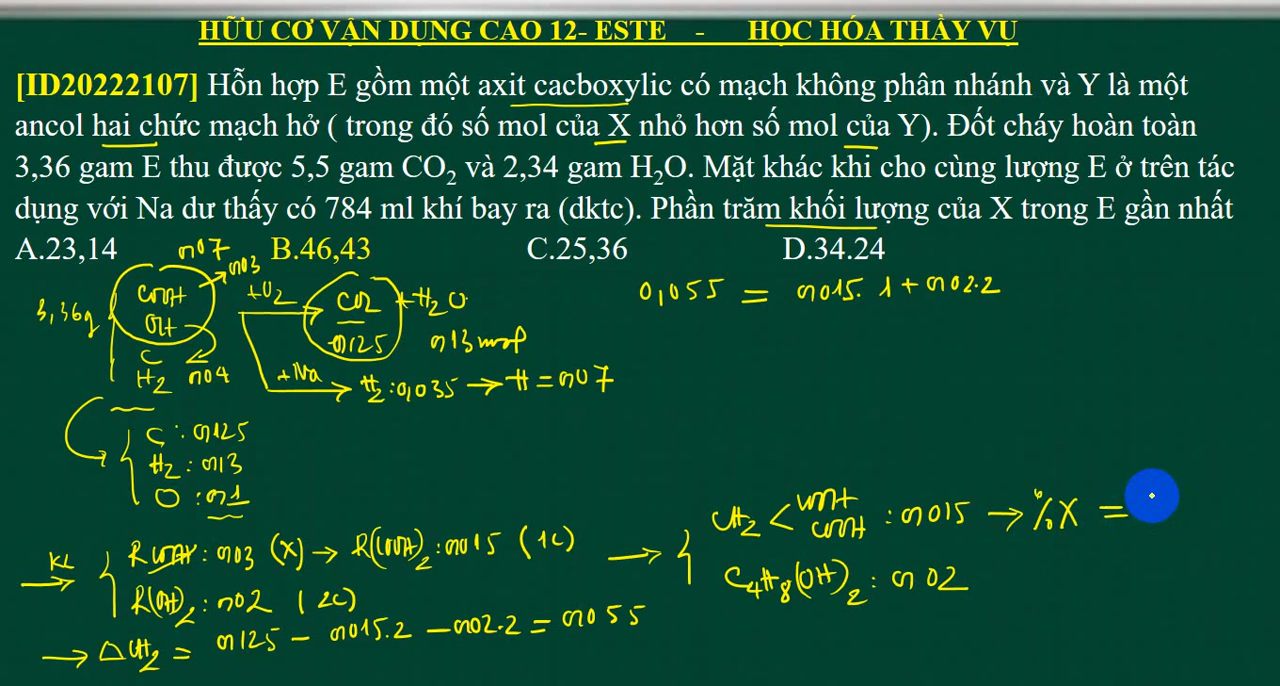 HỮU CƠ VẬN DỤNG CAO 12- ESTE - HỌC HÓA THẦY VỤ
[ID20222107] Hỗn hợp E gồm một axit cacboxylic có mạch không phân nhánh và Y là một
ancol hai chức mạch hở ( trong đó số mol của X nhỏ hơn số mol của Y). Đốt cháy hoàn toàn
3,36 gam E thu được 5,5 gam CO₂ và 2,34 gam H₂O. Mặt khác khi cho cùng lượng E ở trên tác
dụng với Na dư thấy có 784 ml khí bay ra (dktc). Phần trăm khối lượng của X trong E gần nhất
A.23,14 B.46,43 C.25,36 D.34.24
0,07
0,03
3,36g COOH +O₂ CO₂ + H₂O 0,055 = 0,015.1 + 0,02.2
OH 0,125 0,13 mol
C
H₂ 0,04 +Na → H₂ : 0,035 → H = 0,07
C : 0,125
H₂ : 0,13
O : 0,1
KL → RCOOH : 0,03 (X) → R(COOH)₂ : 0,015 (1C) → CH₂ < COOH COOH : 0,015 → %X =
R(OH)₂ : 0,02 (2C) C₄H₈(OH)₂ : 0,02
→ ΔCH₂ = 0,125 - 0,015.2 - 0,02.2 = 0,055